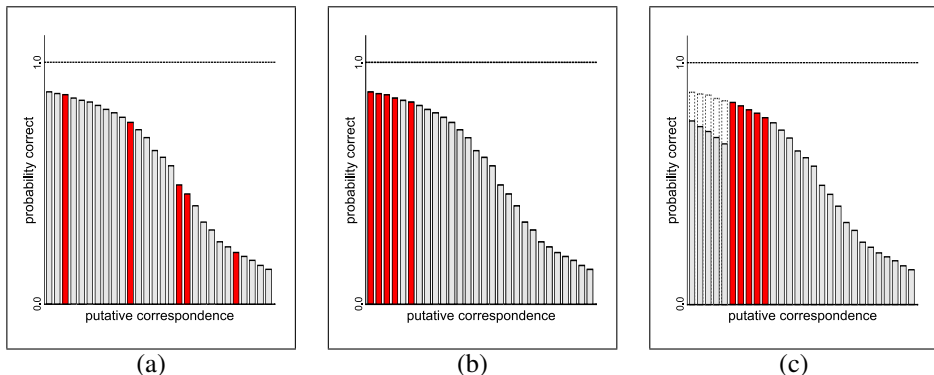 1.0
probability correct
0.0
putative correspondence
(a)
1.0
probability correct
0.0
putative correspondence
(b)
1.0
probability correct
0.0
putative correspondence
(c)